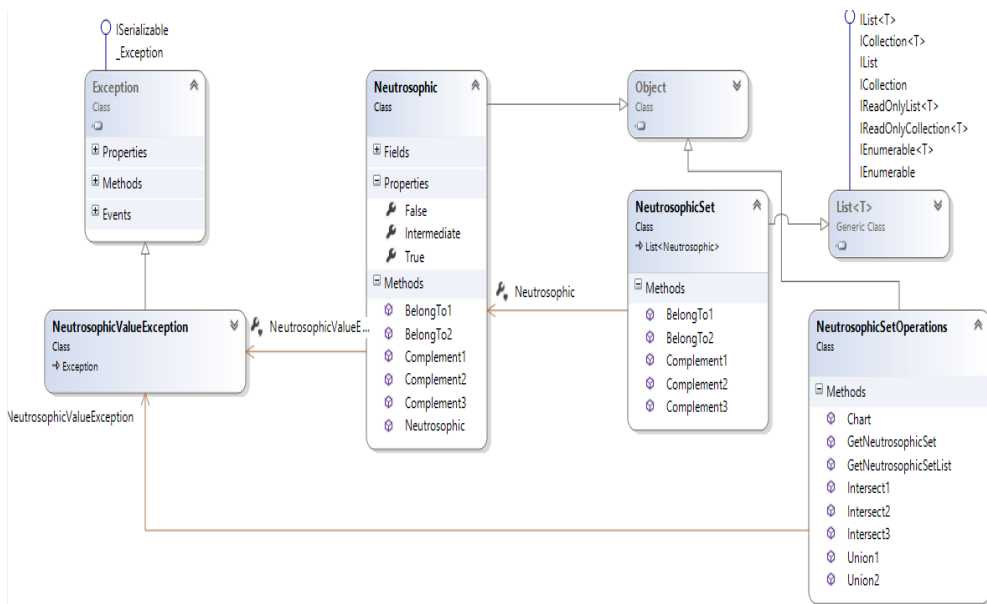 ISerializable
_Exception
Exception
Class
Properties
Methods
Events
NeutrosophicValueException
Class
Exception
NeutrosophicValueException
NeutrosophicValueE...
Neutrosophic
Class
Fields
Properties
False
Intermediate
True
Methods
BelongTo1
BelongTo2
Complement1
Complement2
Complement3
Neutrosophic
Neutrosophic
Object
Class
NeutrosophicSet
Class
List<Neutrosophic>
Methods
BelongTo1
BelongTo2
Complement1
Complement2
Complement3
IList<T>
ICollection<T>
IList
ICollection
IReadOnlyList<T>
IReadOnlyCollection<T>
IEnumerable<T>
IEnumerable
List<T>
Generic Class
NeutrosophicSetOperations
Class
Methods
Chart
GetNeutrosophicSet
GetNeutrosophicSetList
Intersect1
Intersect2
Intersect3
Union1
Union2